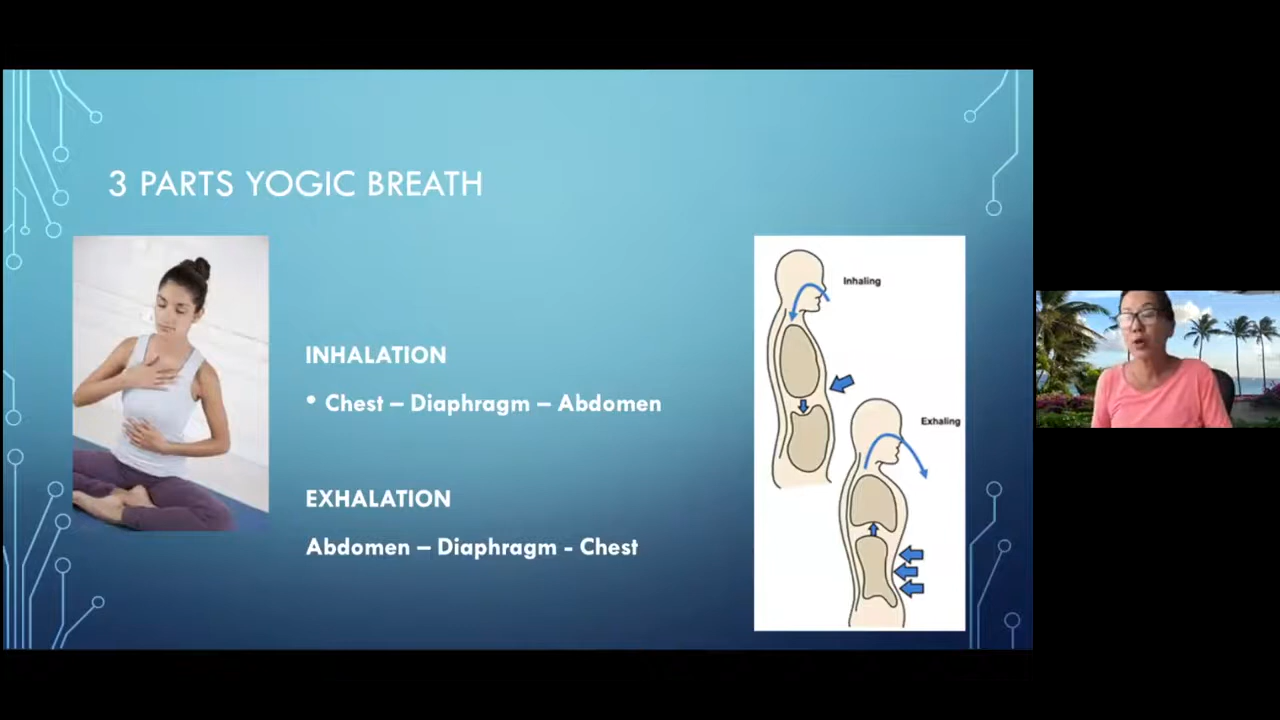 3 PARTS YOGIC BREATH
INHALATION
• Chest – Diaphragm – Abdomen
EXHALATION
Abdomen – Diaphragm - Chest
Inhaling
Exhaling